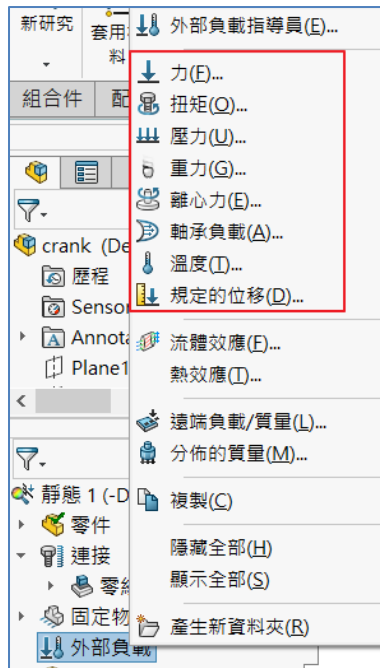 新研究
套用
料
組合件
配
crank (De
歷程
Sensor
Annota
Plane1
靜態 1 (-D
零件
連接
固定物
外部負載
外部負載指導員(E)...
力(F)...
扭矩(O)...
壓力(U)...
重力(G)...
離心力(E)...
軸承負載(A)...
溫度(T)...
規定的位移(D)...
流體效應(F)...
熱效應(T)...
遠端負載/質量(L)...
分佈的質量(M)...
複製(C)
隱藏全部(H)
顯示全部(S)
產生新資料夾(R)